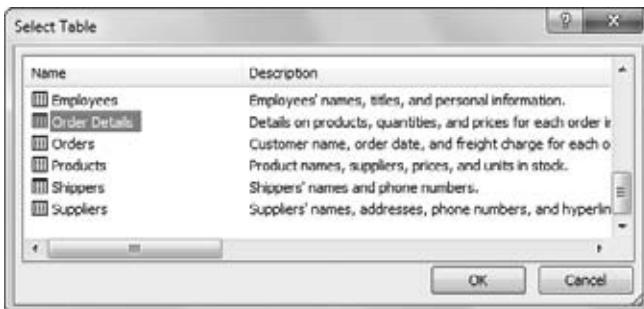 Select Table
Name Description
Employees Employees' names, titles, and personal information.
Order Details Details on products, quantities, and prices for each order in
Orders Customer name, order date, and freight charge for each o
Products Product names, suppliers, prices, and units in stock.
Shippers Shippers' names and phone numbers.
Suppliers Suppliers' names, addresses, phone numbers, and hyperlin
OK Cancel